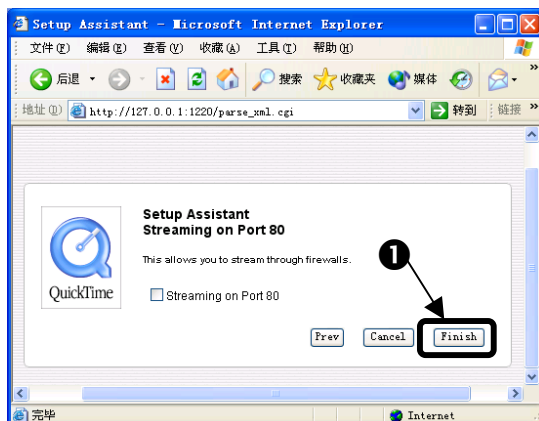 Setup Assistant - Microsoft Internet Explorer
文件(F) 编辑(E) 查看(V) 收藏(A) 工具(T) 帮助(H)
后退 搜索 收藏夹 媒体 »
地址(D) http://127.0.0.1:1220/parse_xml.cgi 转到 链接 »
Setup Assistant
Streaming on Port 80
This allows you to stream through firewalls.
1
QuickTime
Streaming on Port 80
Prev Cancel Finish
完毕 Internet